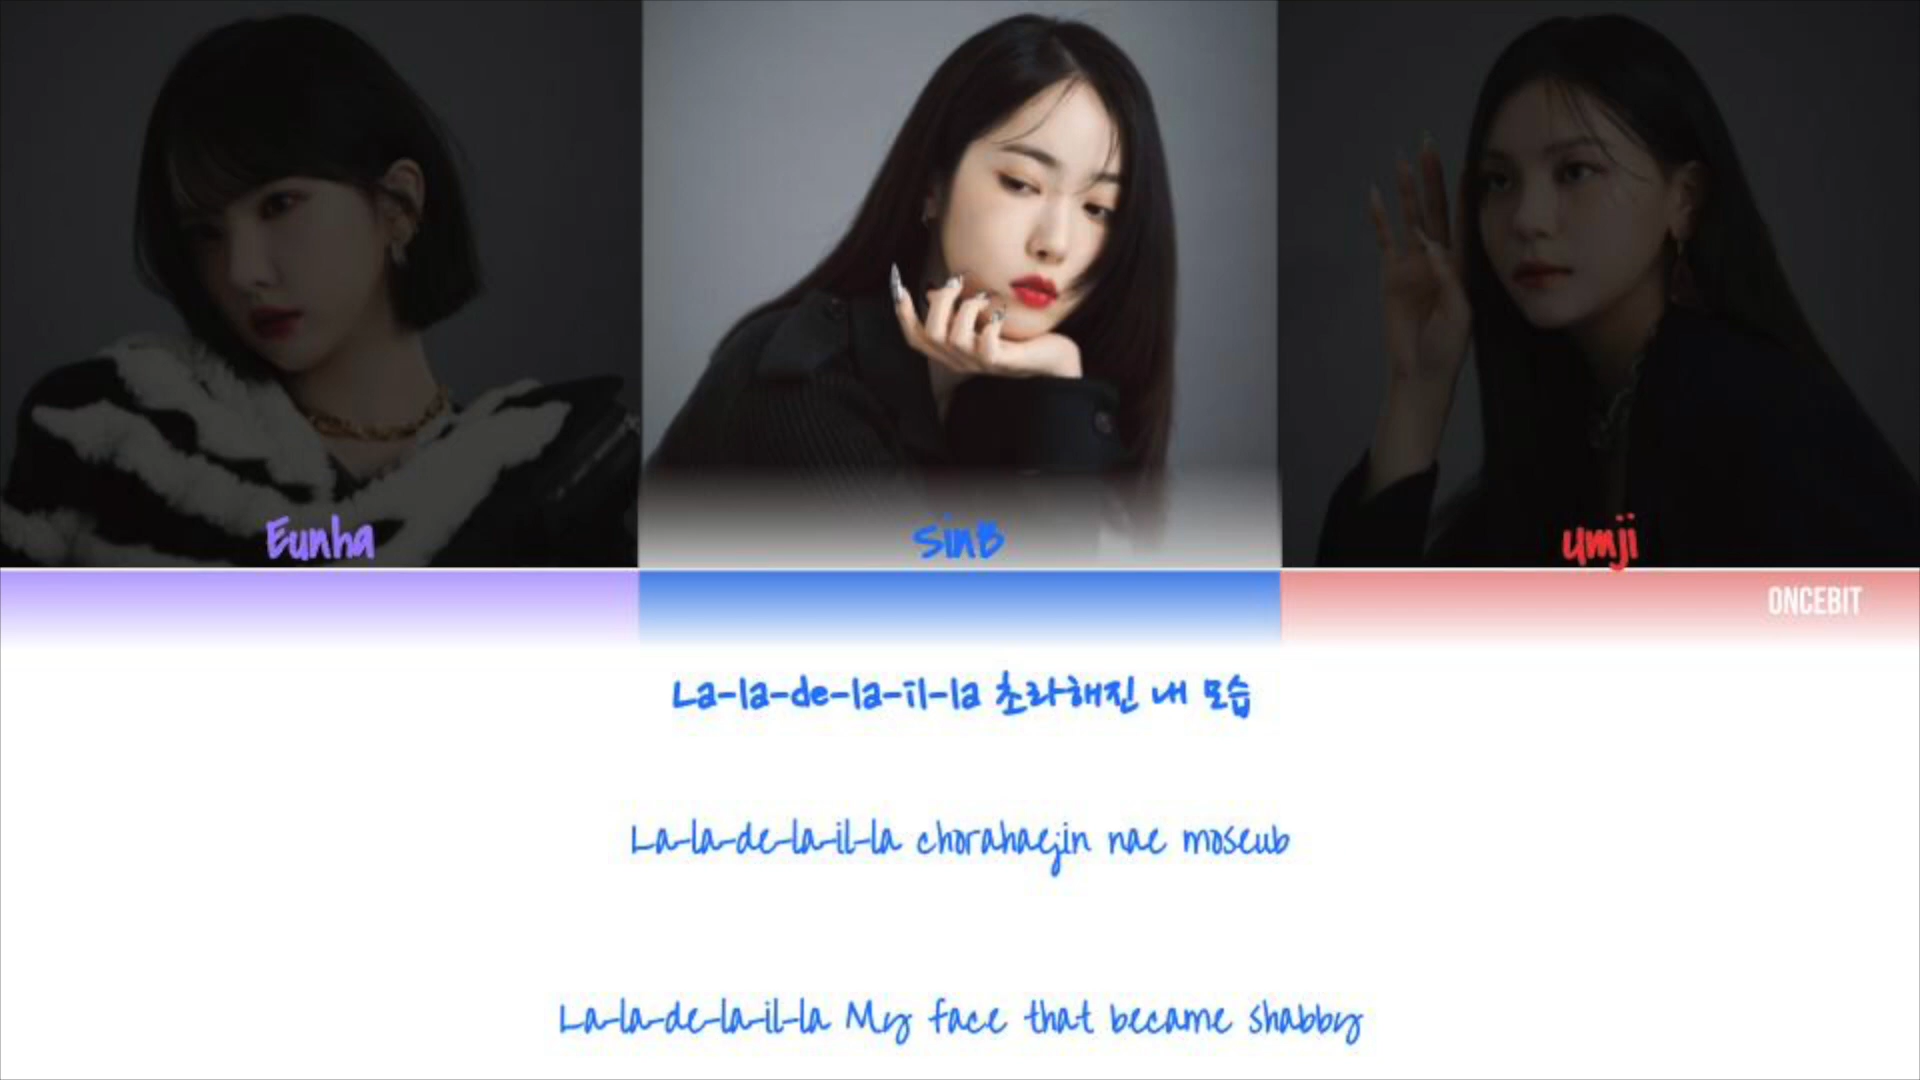 Eunha
SinB
Umji
ONCEBIT
La-la-de-la-il-la 초라해진 내 모습
La-la-de-la-il-la chorahaejin nae moseub
La-la-de-la-il-la My face that became shabby